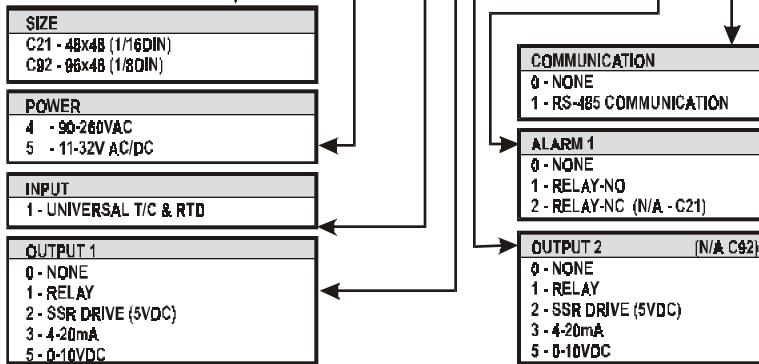 SIZE
C21 - 48x48 (1/16DIN)
C92 - 96x48 (1/8DIN)
POWER
4 - 90-260VAC
5 - 11-32V AC/DC
INPUT
1 - UNIVERSAL T/C & RTD
OUTPUT 1
0 - NONE
1 - RELAY
2 - SSR DRIVE (5VDC)
3 - 4-20mA
5 - 0-10VDC
COMMUNICATION
0 - NONE
1 - RS-485 COMMUNICATION
ALARM 1
0 - NONE
1 - RELAY-NO
2 - RELAY-NC (N/A - C21)
OUTPUT 2 (N/A C92)
0 - NONE
1 - RELAY
2 - SSR DRIVE (5VDC)
3 - 4-20mA
5 - 0-10VDC